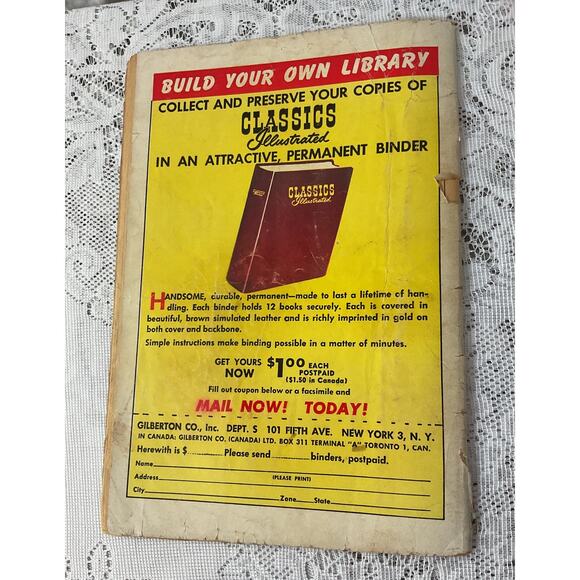 BUILD YOUR OWN LIBRARY
COLLECT AND PRESERVE YOUR COPIES OF
CLASSICS
Illustrated
IN AN ATTRACTIVE, PERMANENT BINDER
CLASSICS
Illustrated
HANDSOME, durable, permanent—made to last a lifetime of han-
dling. Each binder holds 12 books securely. Each is covered in
beautiful, brown simulated leather and is richly imprinted in gold on
both cover and backbone.
Simple instructions make binding possible in a matter of minutes.
GET YOURS NOW $1.00 EACH POSTPAID
($1.50 in Canada)
Fill out coupon below or a facsimile and
MAIL NOW! TODAY!
GILBERTON CO., Inc. DEPT. S 101 FIFTH AVE. NEW YORK 3, N. Y.
IN CANADA: GILBERTON CO. (CANADA) LTD. BOX 311 TERMINAL "A" TORONTO 1, CAN.
Herewith is $ Please send binders, postpaid.
Name
Address (PLEASE PRINT)
City Zone State